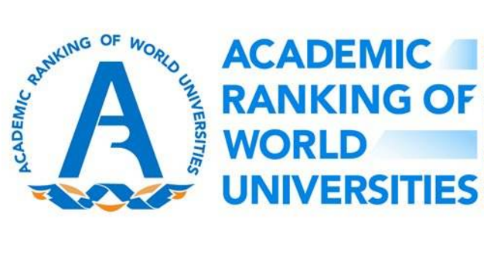 ACADEMIC RANKING OF WORLD UNIVERSITIES
A
ACADEMIC
RANKING OF
WORLD
UNIVERSITIES